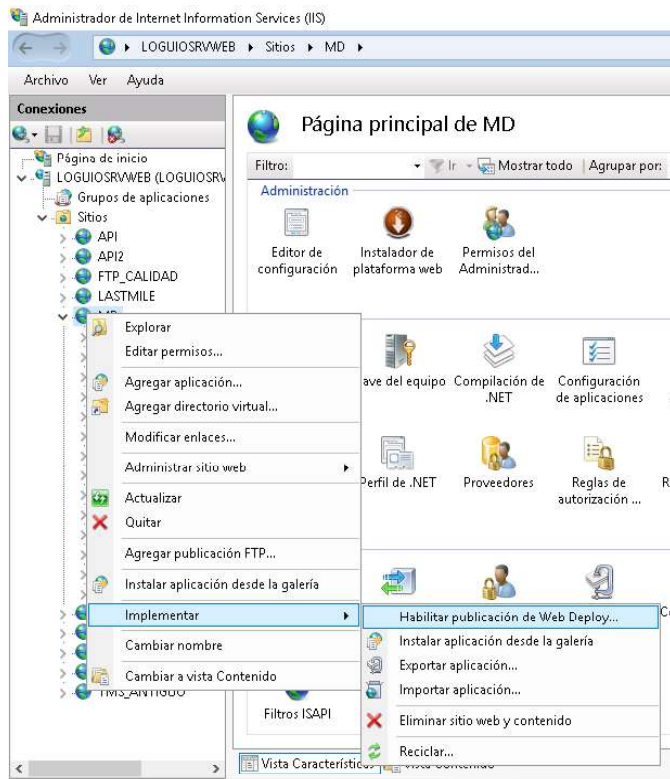 Administrador de Internet Information Services (IIS)
LOGUIOSRVWEB Sitios MD
Archivo Ver Ayuda
Conexiones
Página de inicio
LOGUIOSRVWEB (LOGUIOSRV
Grupos de aplicaciones
Sitios
API
API2
FTP_CALIDAD
LASTMILE
Explorar
Editar permisos...
Agregar aplicación...
Agregar directorio virtual...
Modificar enlaces...
Administrar sitio web
Actualizar
Quitar
Agregar publicación FTP...
Instalar aplicación desde la galería
Implementar
Cambiar nombre
Cambiar a vista Contenido
TMS_ANTIGUO
Página principal de MD
Filtro: Ir Mostrar todo Agrupar por:
Administración
Editor de configuración
Instalador de plataforma web
Permisos del Administrad...
ave del equipo
Compilación de .NET
Configuración de aplicaciones
Perfil de .NET
Proveedores
Reglas de autorización ...
R
Habilitar publicación de Web Deploy...
Instalar aplicación desde la galería
Exportar aplicación...
Importar aplicación...
Eliminar sitio web y contenido
Reciclar...
Filtros ISAPI
Vista Características